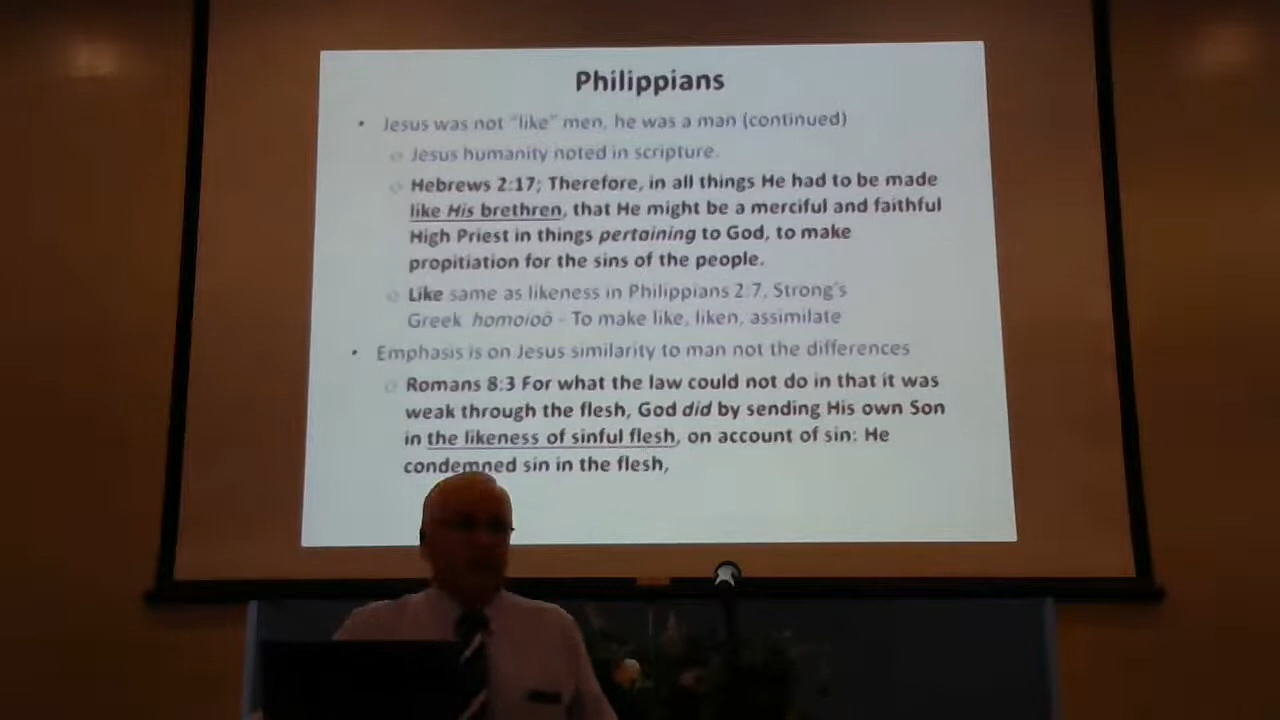 Philippians
• Jesus was not "like" men, he was a man (continued)
o Jesus humanity noted in scripture.
o Hebrews 2:17; Therefore, in all things He had to be made
like His brethren, that He might be a merciful and faithful
High Priest in things pertaining to God, to make
propitiation for the sins of the people.
o Like same as likeness in Philippians 2:7, Strong's
Greek homoioō - To make like, liken, assimilate
• Emphasis is on Jesus similarity to man not the differences
o Romans 8:3 For what the law could not do in that it was
weak through the flesh, God did by sending His own Son
in the likeness of sinful flesh, on account of sin: He
condemned sin in the flesh,